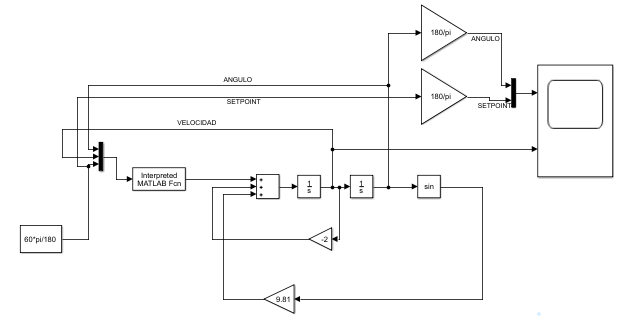 180/pi
ANGULO
ANGULO
180/pi
SETPOINT
SETPOINT
VELOCIDAD
Interpreted
MATLAB Fcn
+
+
+
1
s
1
s
sin
60*pi/180
-2
9.81